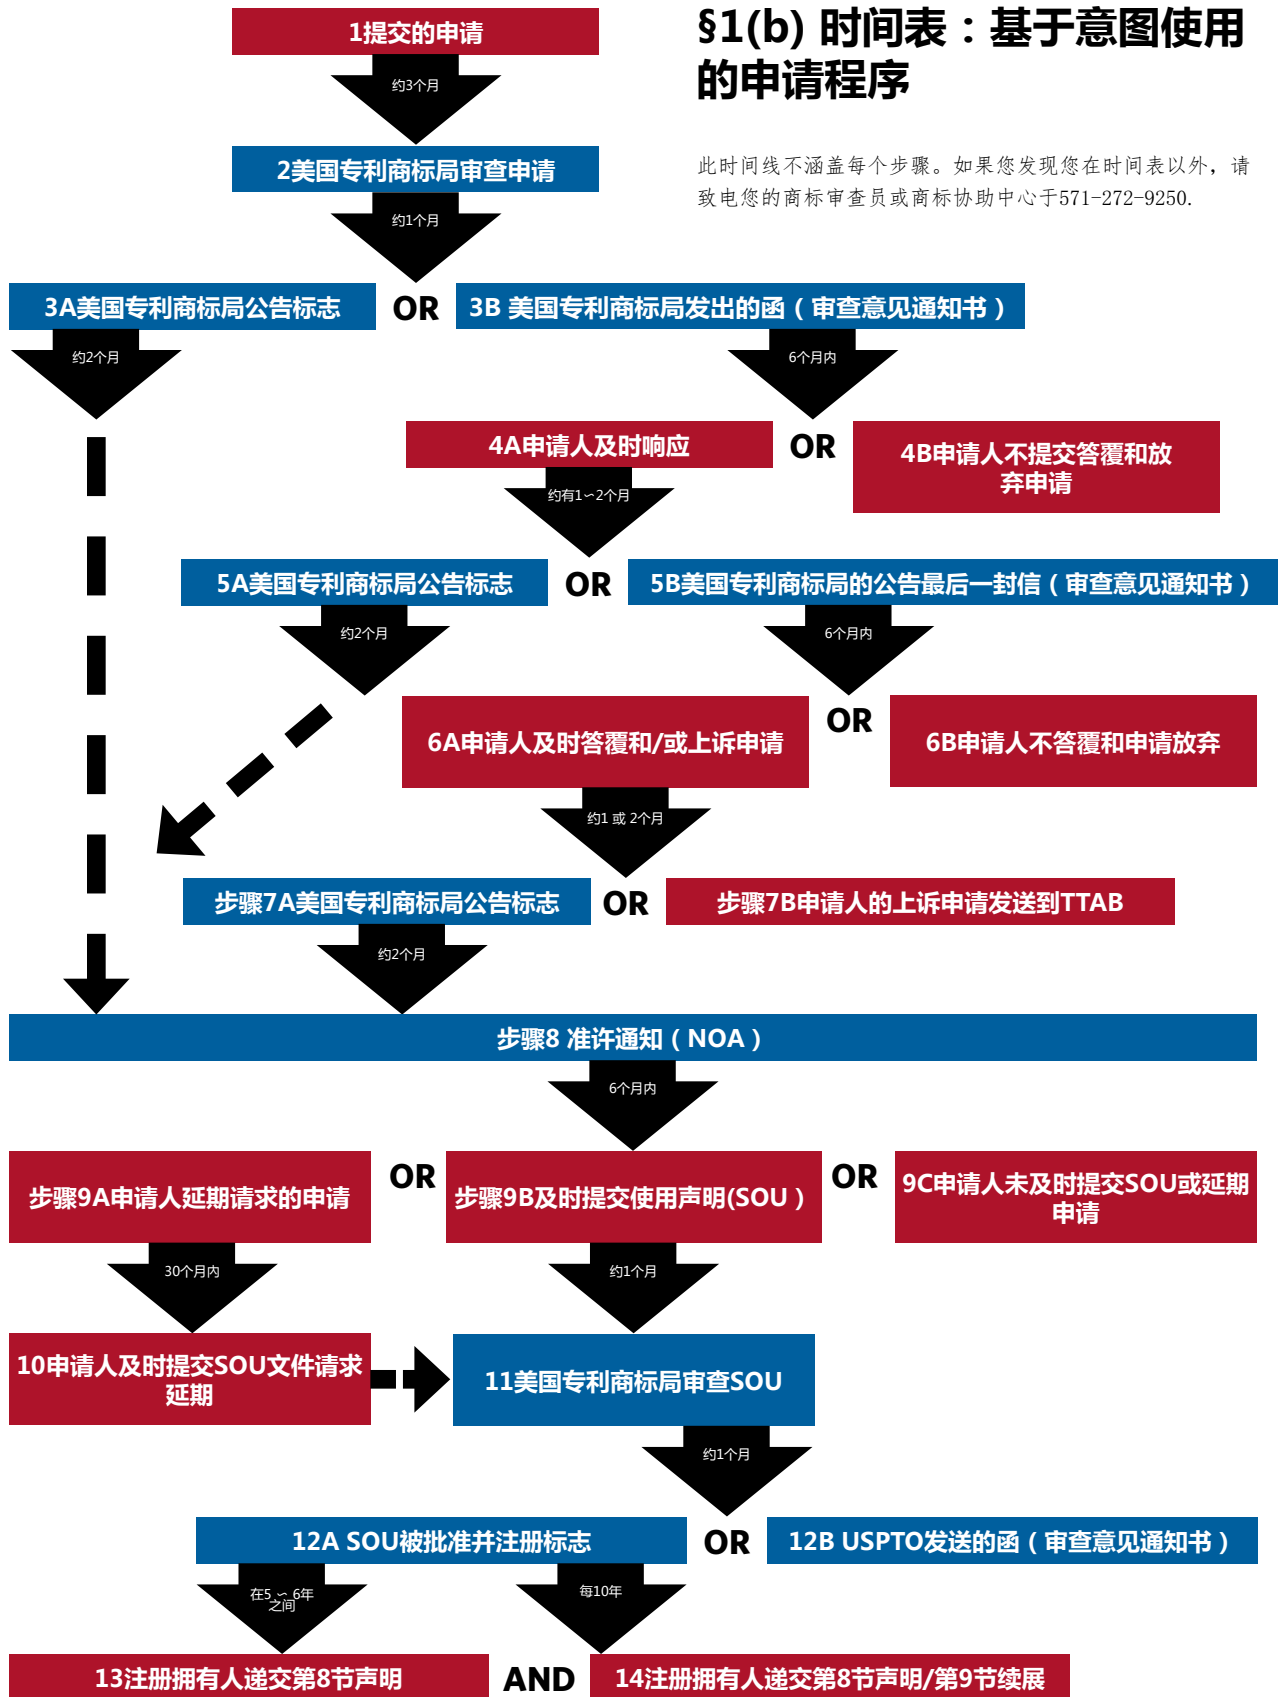 §1(b) 时间表：基于意图使用
的申请程序
此时间线不涵盖每个步骤。如果您发现您在时间表以外，请
致电您的商标审查员或商标协助中心于571-272-9250.
1提交的申请
约3个月
2美国专利商标局审查申请
约1个月
3A美国专利商标局公告标志
OR
3B 美国专利商标局发出的函（审查意见通知书）
约2个月
6个月内
4A申请人及时响应
OR
4B申请人不提交答覆和放
弃申请
约有1~2个月
5A美国专利商标局公告标志
OR
5B美国专利商标局的公告最后一封信（审查意见通知书）
约2个月
6个月内
6A申请人及时答覆和/或上诉申请
OR
6B申请人不答覆和申请放弃
约1 或 2个月
步骤7A美国专利商标局公告标志
OR
步骤7B申请人的上诉申请发送到TTAB
约2个月
步骤8 准许通知（NOA）
6个月内
步骤9A申请人延期请求的申请
OR
步骤9B及时提交使用声明(SOU）
OR
9C申请人未及时提交SOU或延期
申请
30个月内
约1个月
10申请人及时提交SOU文件请求
延期
11美国专利商标局审查SOU
约1个月
12A SOU被批准并注册标志
OR
12B USPTO发送的函（审查意见通知书）
在5 ~ 6年
之间
每10年
13注册拥有人递交第8节声明
AND
14注册拥有人递交第8节声明/第9节续展